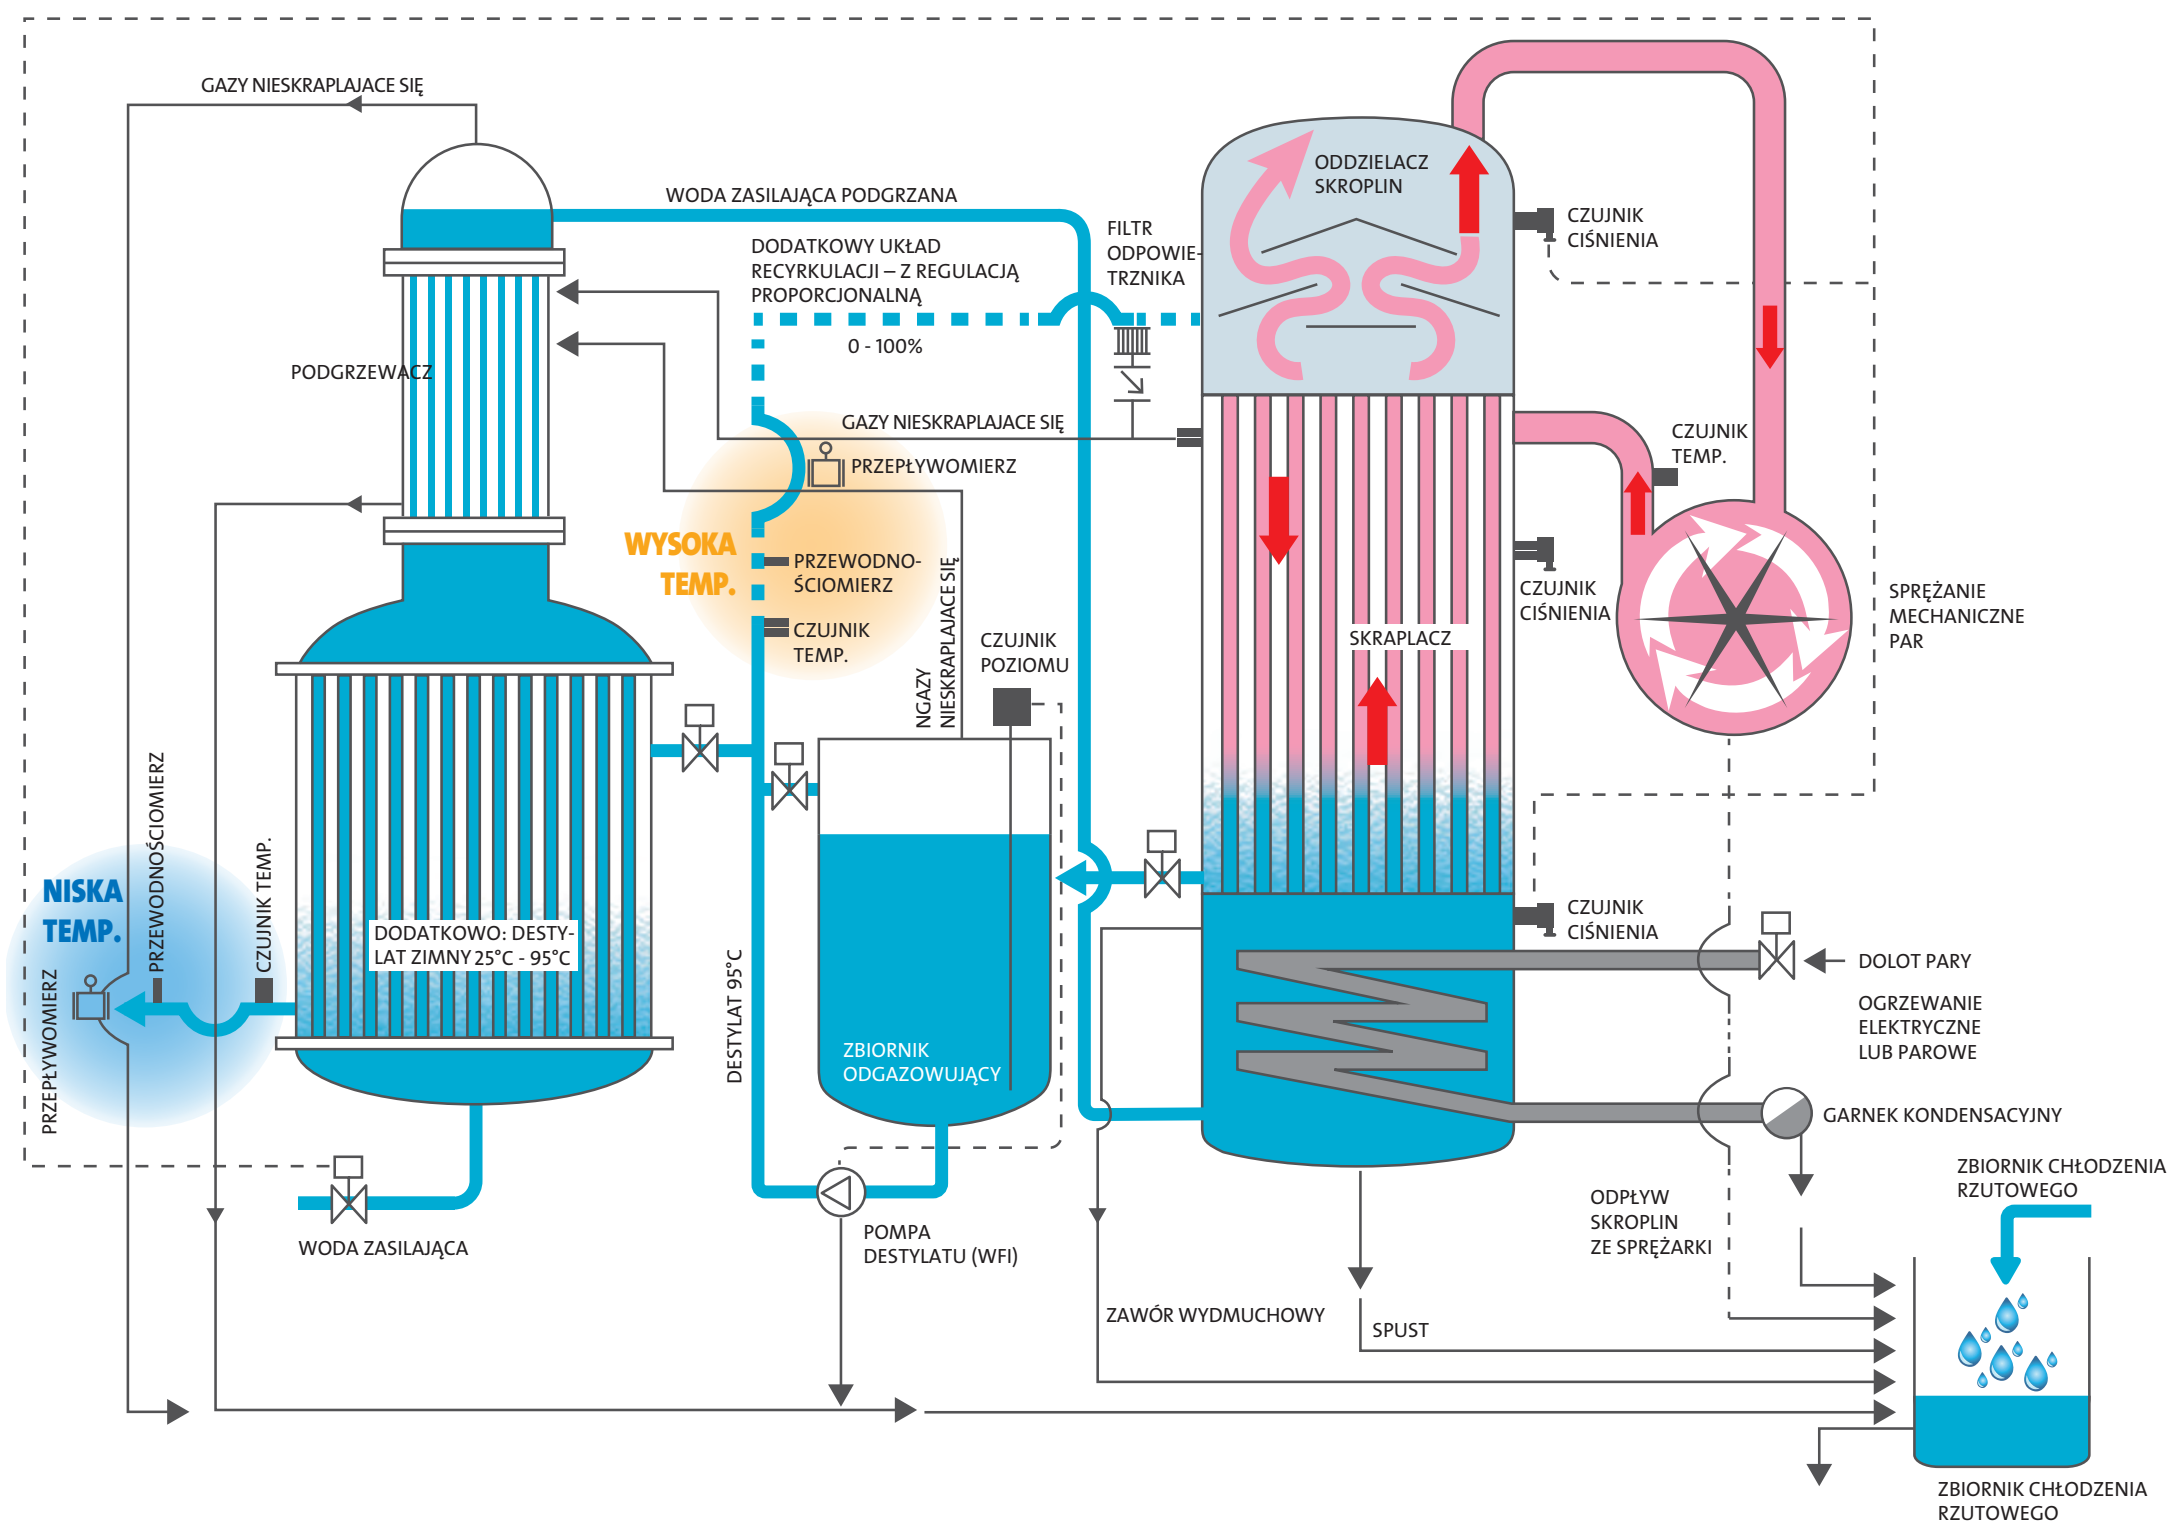 GAZY NIESKRAPLAJACE SIĘ
WODA ZASILAJĄCA PODGRZANA
DODATKOWY UKŁAD
RECYRKULACJI – Z REGULACJĄ
PROPORCJONALNĄ
0 - 100%
FILTR
ODPOWIE-
TRZNIKA
ODDZIELACZ
SKROPLIN
CZUJNIK
CIŚNIENIA
PODGRZEWACZ
GAZY NIESKRAPLAJACE SIĘ
PRZEPŁYWOMIERZ
CZUJNIK
TEMP.
WYSOKA
TEMP.
PRZEWODNO-
ŚCIOMIERZ
CZUJNIK
TEMP.
NGAZY
NIESKRAPLAJACE SIĘ
CZUJNIK
POZIOMU
CZUJNIK
CIŚNIENIA
SKRAPLACZ
SPRĘŻANIE
MECHANICZNE
PAR
NISKA
TEMP.
PRZEWODNOŚCIOMIERZ
CZUJNIK TEMP.
PRZEPŁYWOMIERZ
DODATKOWO: DESTY-
LAT ZIMNY 25°C - 95°C
DESTYLAT 95°C
ZBIORNIK
ODGAZOWUJĄCY
CZUJNIK
CIŚNIENIA
DOLOT PARY
OGRZEWANIE
ELEKTRYCZNE
LUB PAROWE
GARNEK KONDENSACYJNY
WODA ZASILAJĄCA
POMPA
DESTYLATU (WFI)
ODPŁYW
SKROPLIN
ZE SPRĘŻARKI
ZBIORNIK CHŁODZENIA
RZUTOWEGO
ZAWÓR WYDMUCHOWY
SPUST
ZBIORNIK CHŁODZENIA
RZUTOWEGO